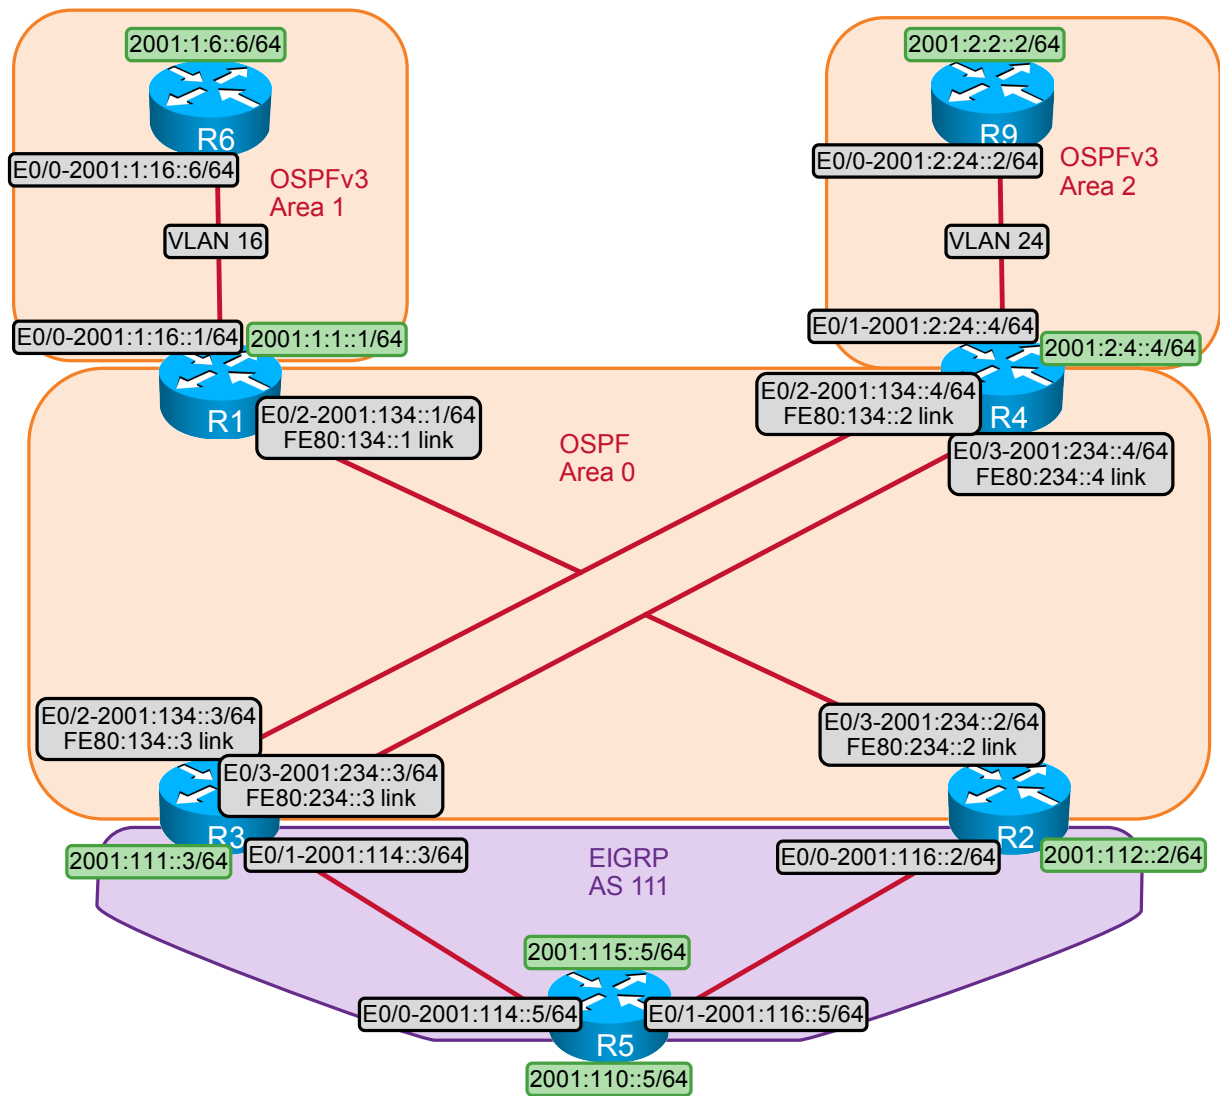 2001:1:6::6/64
R6
E0/0-2001:1:16::6/64
OSPFv3
Area 1
VLAN 16
E0/0-2001:1:16::1/64
2001:1:1::1/64
R1
E0/2-2001:134::1/64
FE80:134::1 link
2001:2:2::2/64
R9
E0/0-2001:2:24::2/64
OSPFv3
Area 2
VLAN 24
E0/1-2001:2:24::4/64
2001:2:4::4/64
E0/2-2001:134::4/64
FE80:134::2 link
R4
E0/3-2001:234::4/64
FE80:234::4 link
OSPF
Area 0
E0/2-2001:134::3/64
FE80:134::3 link
E0/3-2001:234::3/64
FE80:234::3 link
R3
2001:111::3/64
E0/1-2001:114::3/64
E0/3-2001:234::2/64
FE80:234::2 link
R2
E0/0-2001:116::2/64
2001:112::2/64
EIGRP
AS 111
2001:115::5/64
E0/0-2001:114::5/64
E0/1-2001:116::5/64
R5
2001:110::5/64